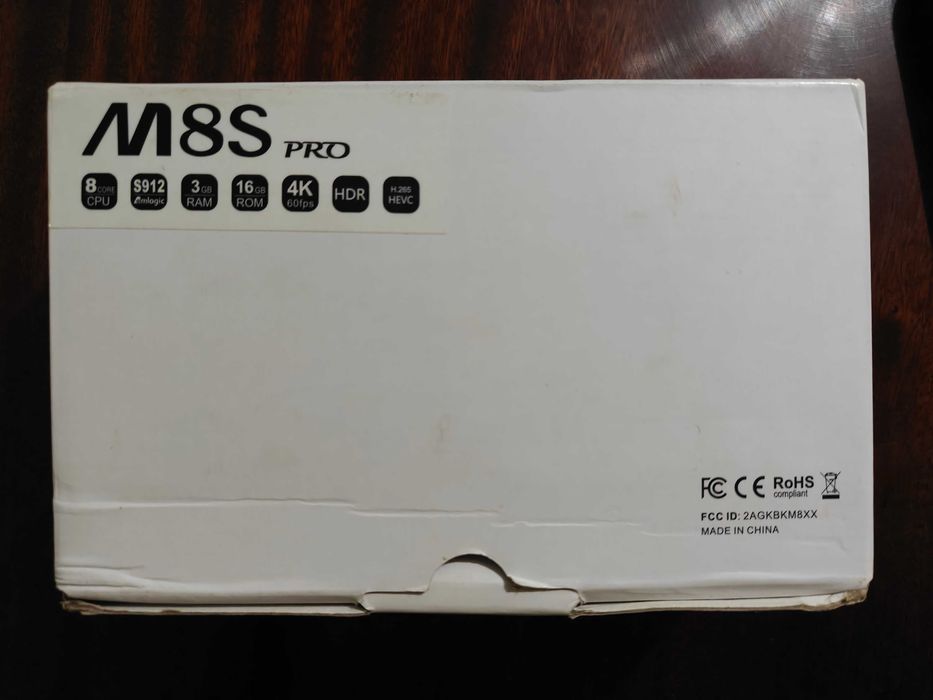 M8S PRO
8 CORE CPU
S912 Amlogic
3 GB RAM
16 GB ROM
4K 60fps
HDR
H.265 HEVC
FC CE RoHS compliant
FCC ID: 2AGKBKM8XX
MADE IN CHINA